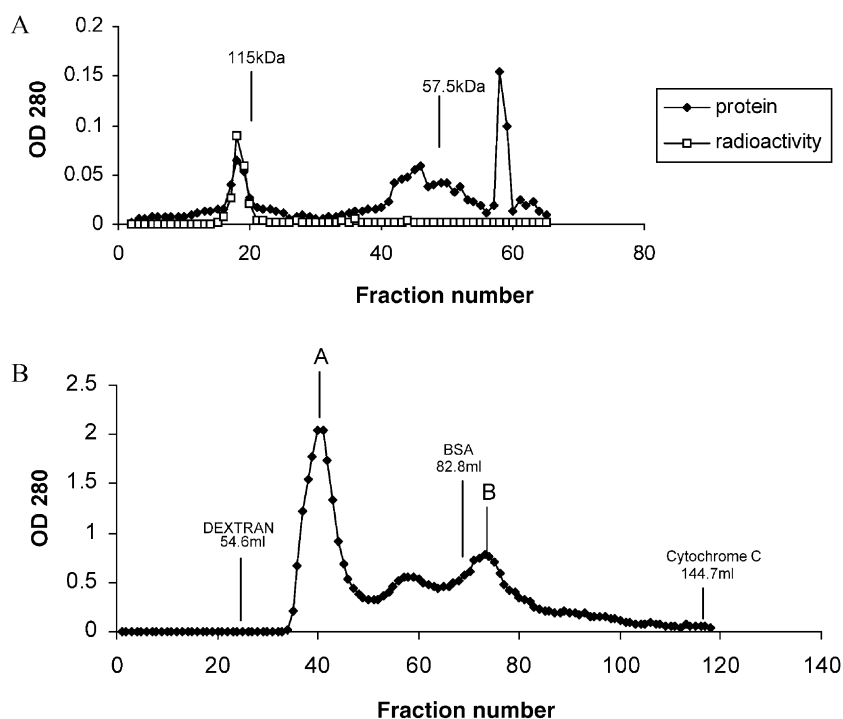 A
0.2
0.15
0.1
0.05
0
OD 280
115kDa
57.5kDa
protein
radioactivity
0 20 40 60 80
Fraction number
B
2.5
2
1.5
1
0.5
0
OD 280
A
DEXTRAN
54.6ml
BSA
82.8ml
B
Cytochrome C
144.7ml
0 20 40 60 80 100 120 140
Fraction number